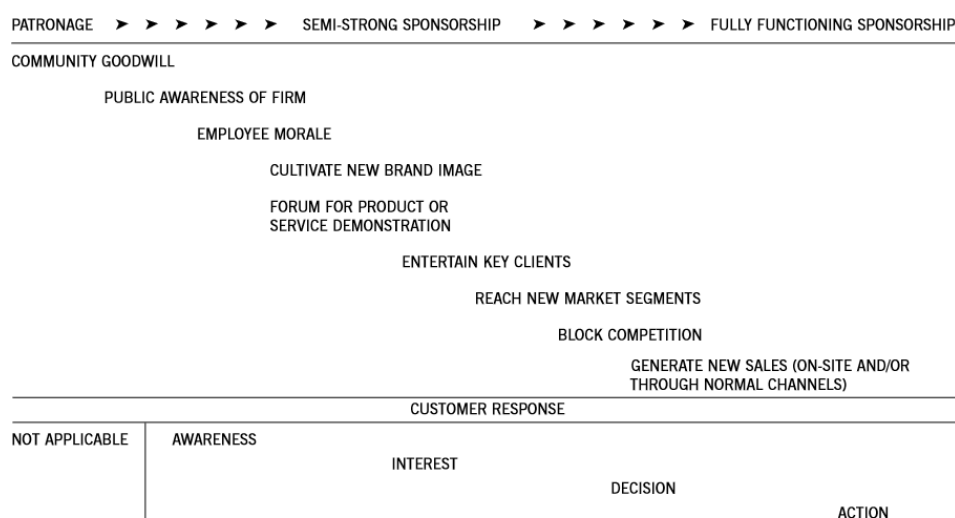 PATRONAGE ➤ ➤ ➤ ➤ ➤ ➤ SEMI-STRONG SPONSORSHIP ➤ ➤ ➤ ➤ ➤ ➤ FULLY FUNCTIONING SPONSORSHIP
COMMUNITY GOODWILL
PUBLIC AWARENESS OF FIRM
EMPLOYEE MORALE
CULTIVATE NEW BRAND IMAGE
FORUM FOR PRODUCT OR
SERVICE DEMONSTRATION
ENTERTAIN KEY CLIENTS
REACH NEW MARKET SEGMENTS
BLOCK COMPETITION
GENERATE NEW SALES (ON-SITE AND/OR
THROUGH NORMAL CHANNELS)
CUSTOMER RESPONSE
NOT APPLICABLE AWARENESS
INTEREST
DECISION
ACTION